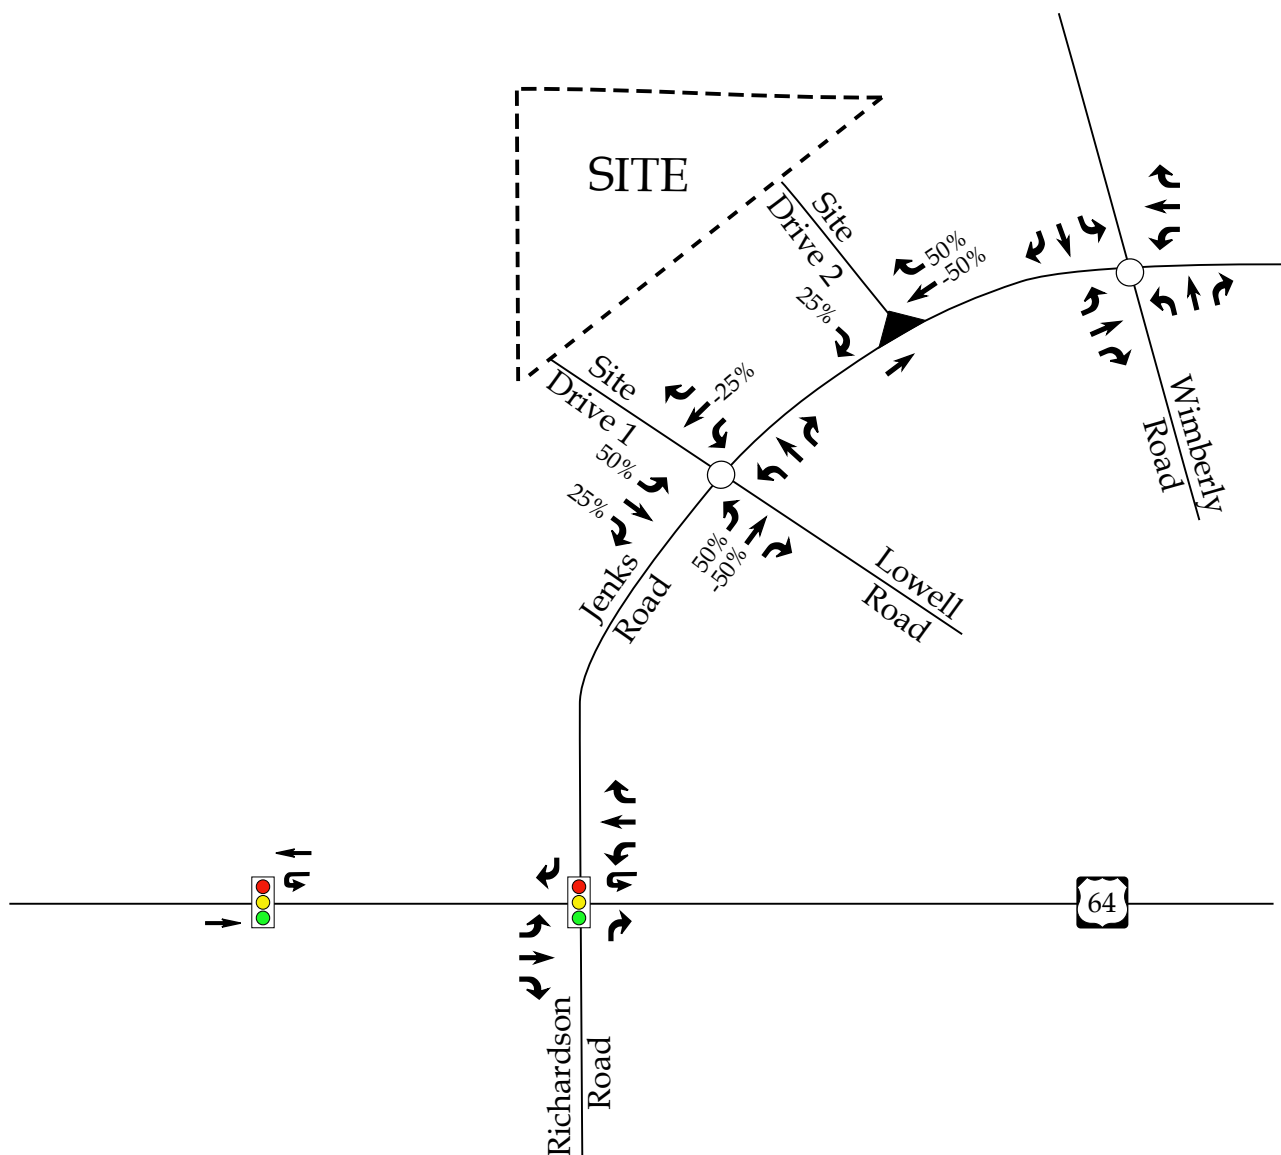 SITE
Site
Drive 2
50%
-50%
25%
Site
Drive 1
-25%
50%
25%
50%
-50%
Jenks
Road
Lowell
Road
Wimberly
Road
64
Richardson
Road